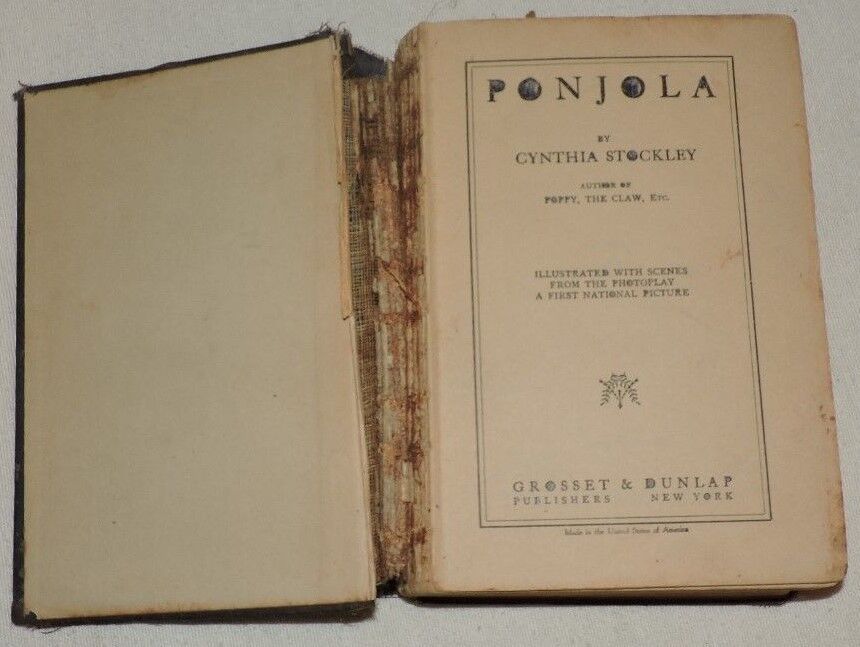 PONJOLA
BY
CYNTHIA STOCKLEY
AUTHOR OF
POPPY, THE CLAW, ETC.
ILLUSTRATED WITH SCENES
FROM THE PHOTOPLAY
A FIRST NATIONAL PICTURE
GROSSET & DUNLAP
PUBLISHERS NEW YORK
Made in the United States of America